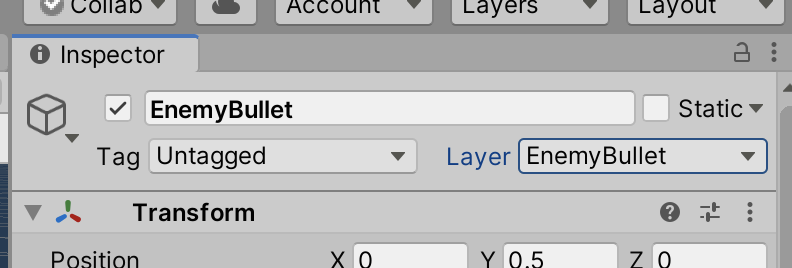 Collab Account Layers Layout
Inspector
EnemyBullet Static
Tag Untagged Layer EnemyBullet
Transform
Position X 0 Y 0.5 Z 0